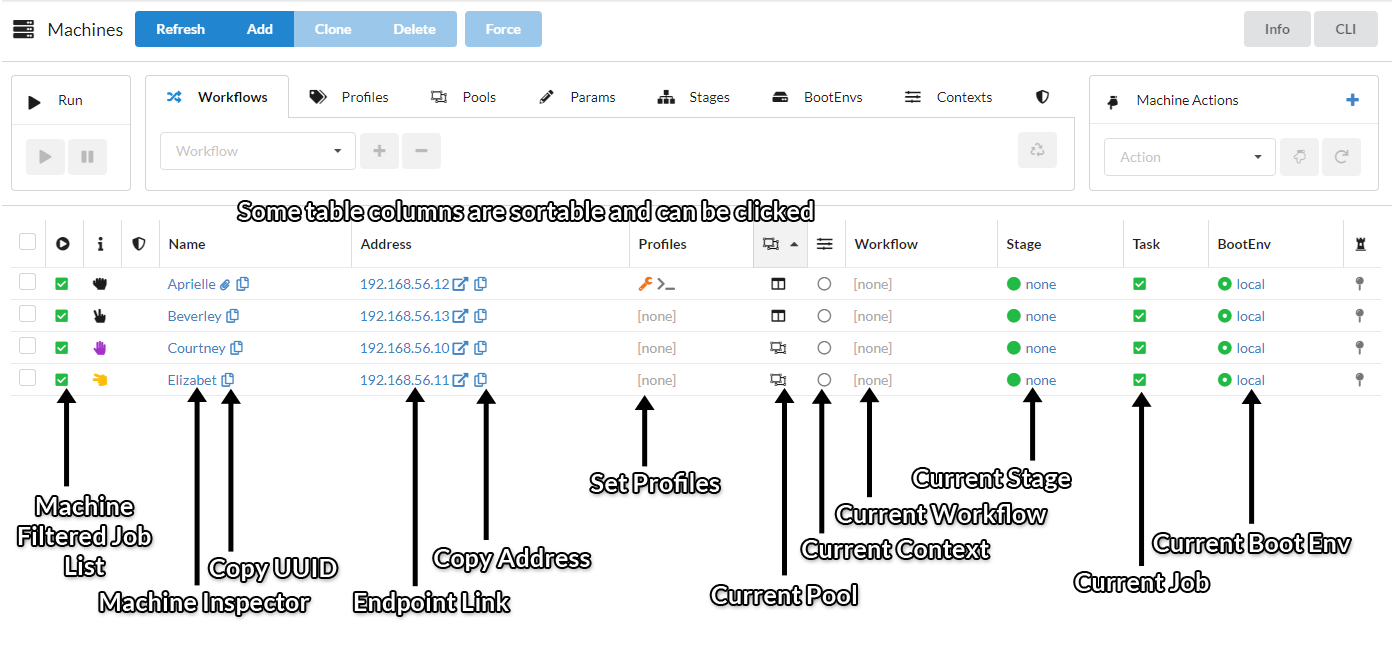 Machines Refresh Add Clone Delete Force Info CLI
Run Workflows Profiles Pools Params Stages BootEnvs Contexts Machine Actions
Workflow Action
Some table columns are sortable and can be clicked
Name Address Profiles Workflow Stage Task BootEnv
Aprielle 192.168.56.12 [none] none local
Beverley 192.168.56.13 [none] [none] none local
Courtney 192.168.56.10 [none] [none] none local
Elizabet 192.168.56.11 [none] [none] none local
Machine
Filtered Job
List
Copy UUID
Machine Inspector
Endpoint Link
Copy Address
Set Profiles
Current Pool
Current Context
Current Workflow
Current Stage
Current Job
Current Boot Env